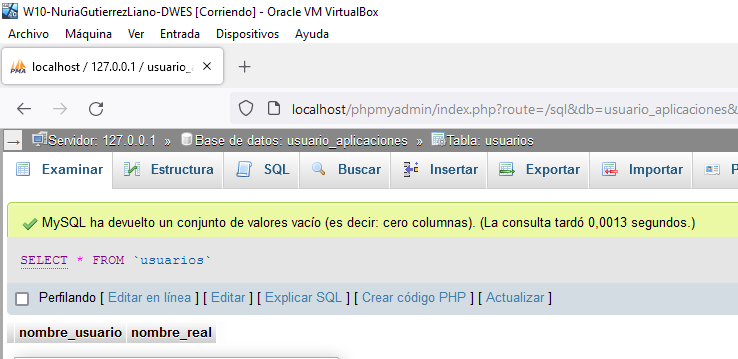 W10-NuriaGutierrezLiano-DWES [Corriendo] - Oracle VM VirtualBox
Archivo Máquina Ver Entrada Dispositivos Ayuda
localhost / 127.0.0.1 / usuario_
localhost/phpmyadmin/index.php?route=/sql&db=usuario_aplicaciones&
Servidor: 127.0.0.1 » Base de datos: usuario_aplicaciones » Tabla: usuarios
Examinar Estructura SQL Buscar Insertar Exportar Importar P
MySQL ha devuelto un conjunto de valores vacío (es decir: cero columnas). (La consulta tardó 0,0013 segundos.)
SELECT * FROM `usuarios`
Perfilando [ Editar en línea ] [ Editar ] [ Explicar SQL ] [ Crear código PHP ] [ Actualizar ]
nombre_usuario nombre_real